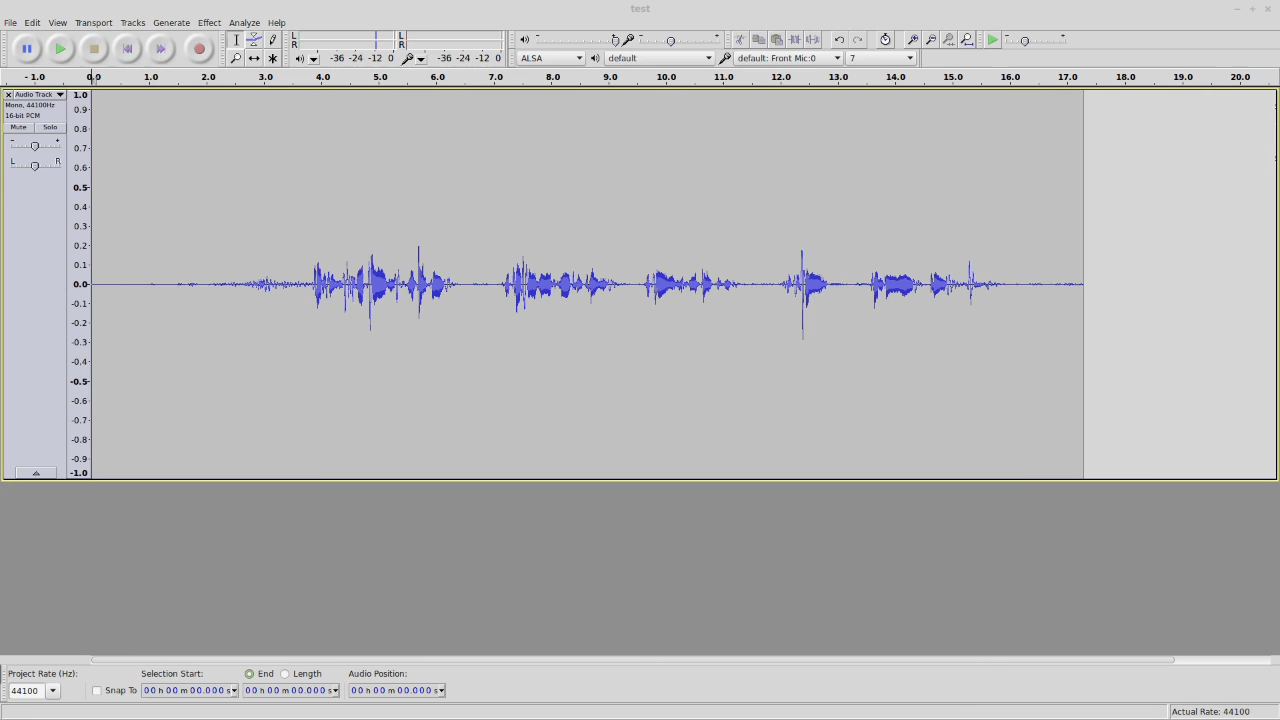 test
File Edit View Transport Tracks Generate Effect Analyze Help
L
R
L
R
-36 -24 -12 0
-36 -24 -12 0
ALSA
default
default: Front Mic:0
7
- 1.0 0.0 1.0 2.0 3.0 4.0 5.0 6.0 7.0 8.0 9.0 10.0 11.0 12.0 13.0 14.0 15.0 16.0 17.0 18.0 19.0 20.0
Audio Track
Mono, 44100Hz
16-bit PCM
Mute Solo
- +
L R
1.0
0.9
0.8
0.7
0.6
0.5
0.4
0.3
0.2
0.1
0.0
-0.1
-0.2
-0.3
-0.4
-0.5
-0.6
-0.7
-0.8
-0.9
-1.0
Project Rate (Hz):
Selection Start:
End
Length
Audio Position:
44100
Snap To
00 h 00 m 00.000 s
00 h 00 m 00.000 s
00 h 00 m 00.000 s
Actual Rate: 44100